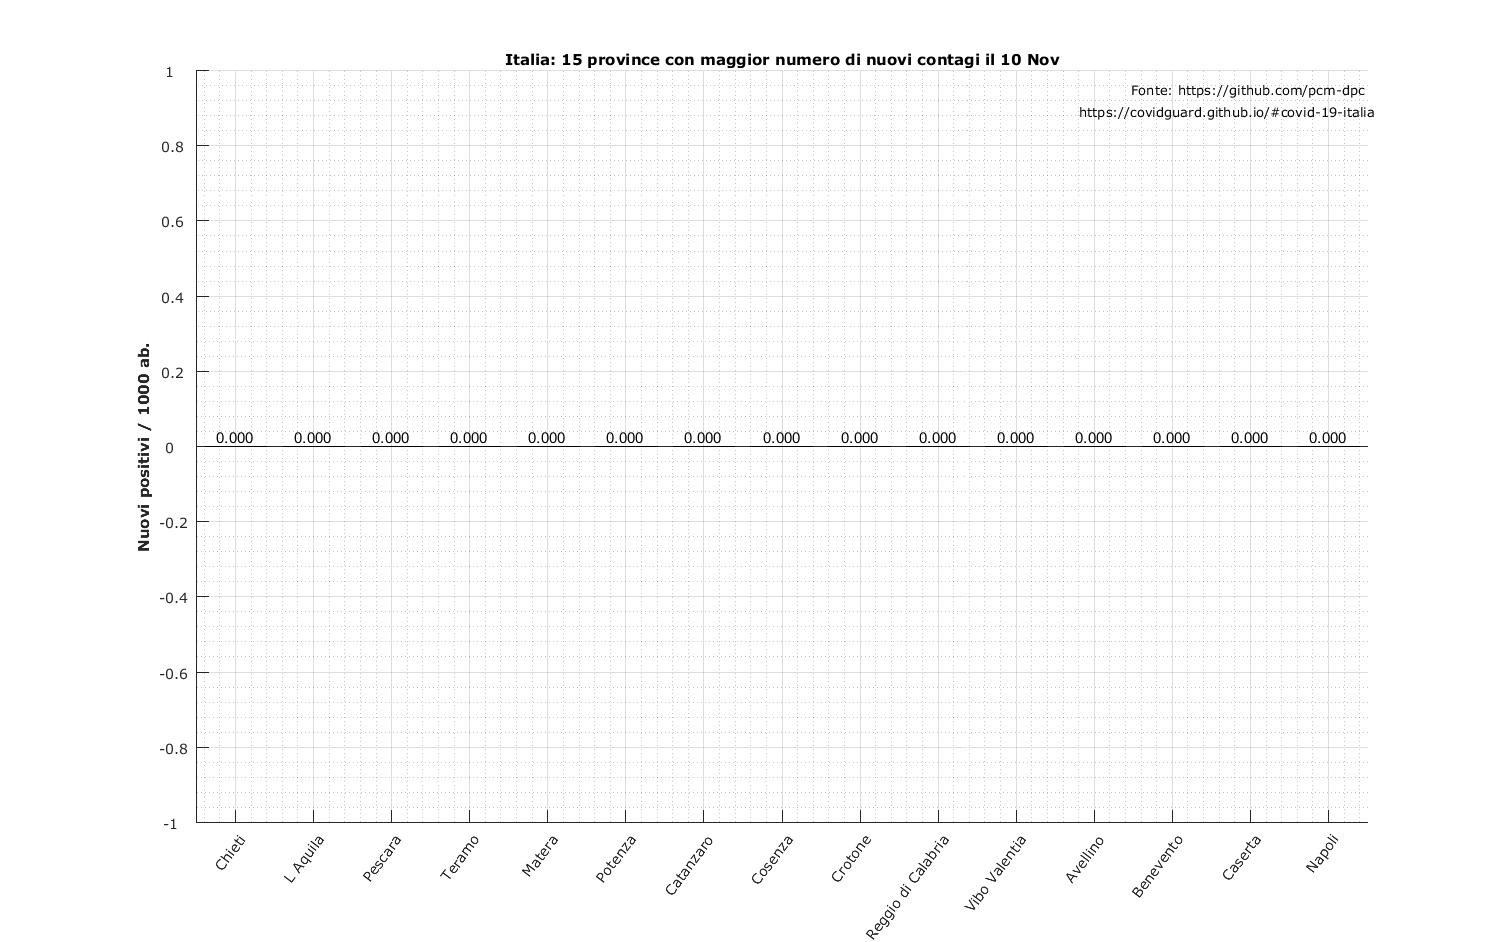 Italia: 15 province con maggior numero di nuovi contagi il 10 Nov
Fonte: https://github.com/pcm-dpc
https://covidguard.github.io/#covid-19-italia
Nuovi positivi / 1000 ab.
1
0.8
0.6
0.4
0.2
0
-0.2
-0.4
-0.6
-0.8
-1
0.000 0.000 0.000 0.000 0.000 0.000 0.000 0.000 0.000 0.000 0.000 0.000 0.000 0.000 0.000
Chieti
L Aquila
Pescara
Teramo
Matera
Potenza
Catanzaro
Cosenza
Crotone
Reggio di Calabria
Vibo Valentia
Avellino
Benevento
Caserta
Napoli